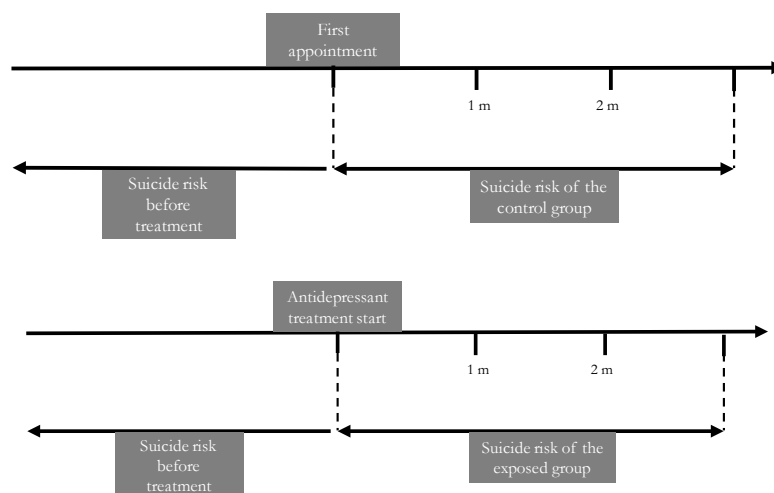 First
appointment
1 m
2 m
Suicide risk
before
treatment
Suicide risk of the
control group
Antidepressant
treatment start
1 m
2 m
Suicide risk
before
treatment
Suicide risk of the
exposed group